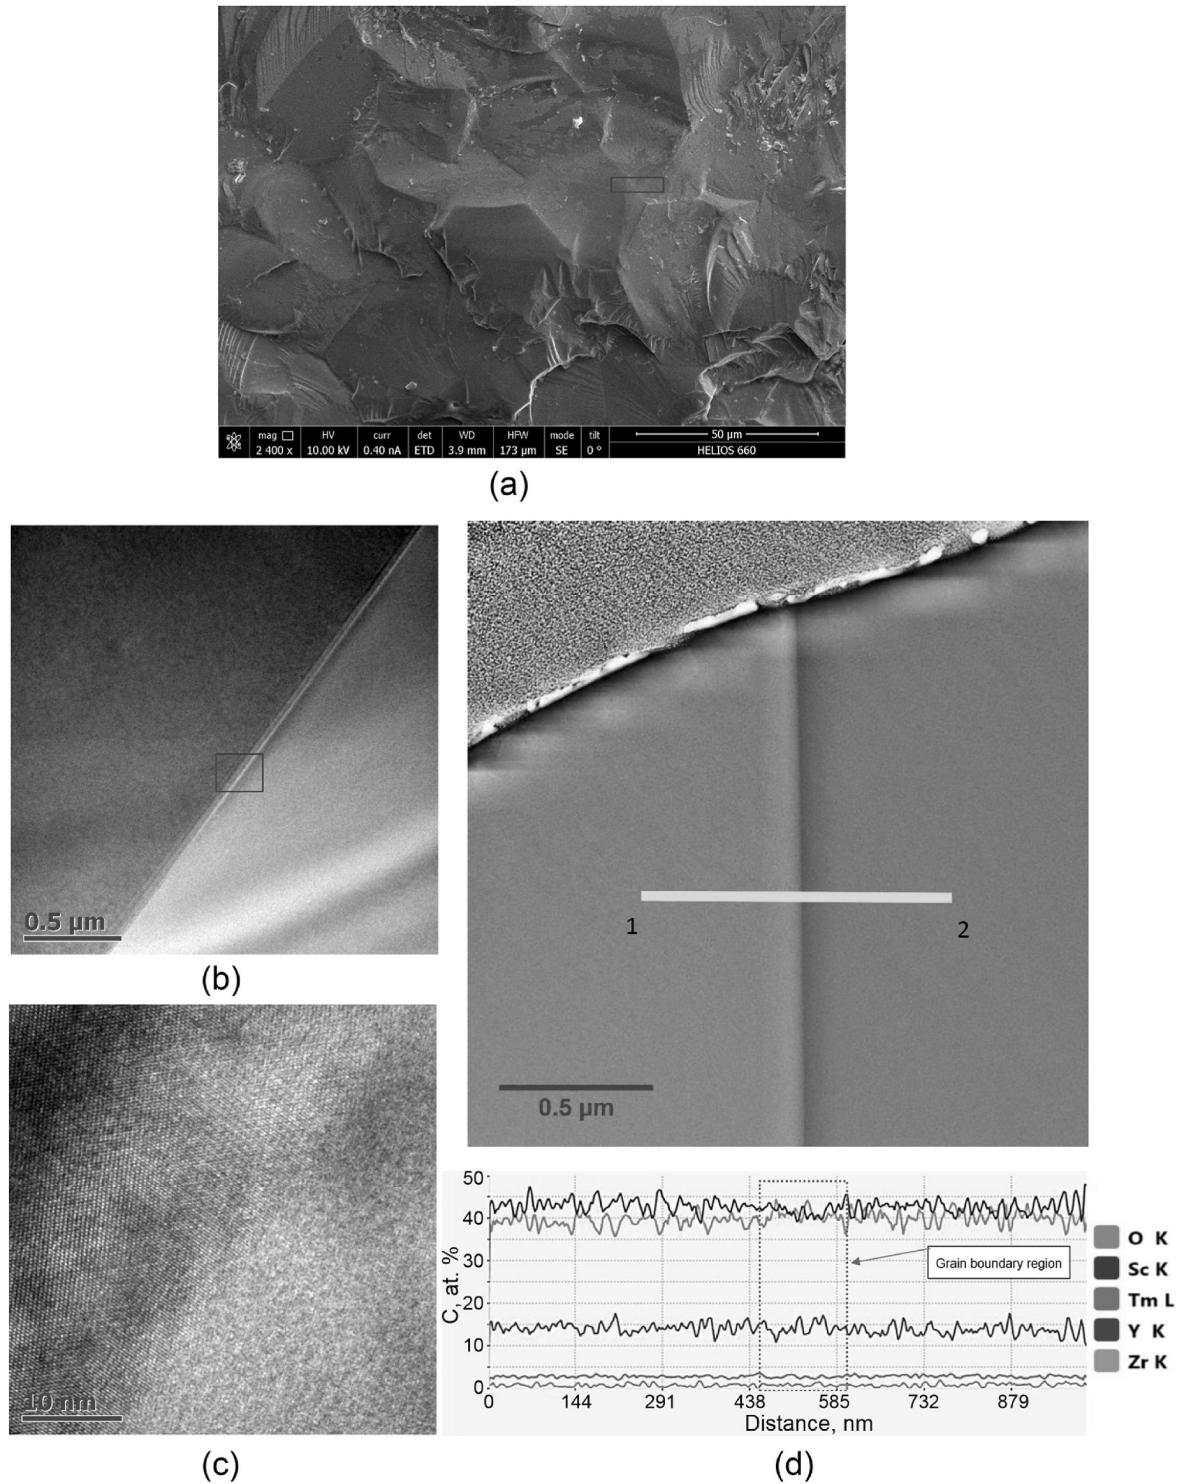 mag HV curr det WD HFW mode tilt 50 µm
2 400 x 10.00 kV 0.40 nA ETD 3.9 mm 173 µm SE 0 ° HELIOS 660
(a)
0.5 µm
(b)
1
2
0.5 µm
10 nm
(c)
50
40
30
20
10
0
C, at. %
Grain boundary region
0 144 291 438 585 732 879
Distance, nm
O K
Sc K
Tm L
Y K
Zr K
(d)